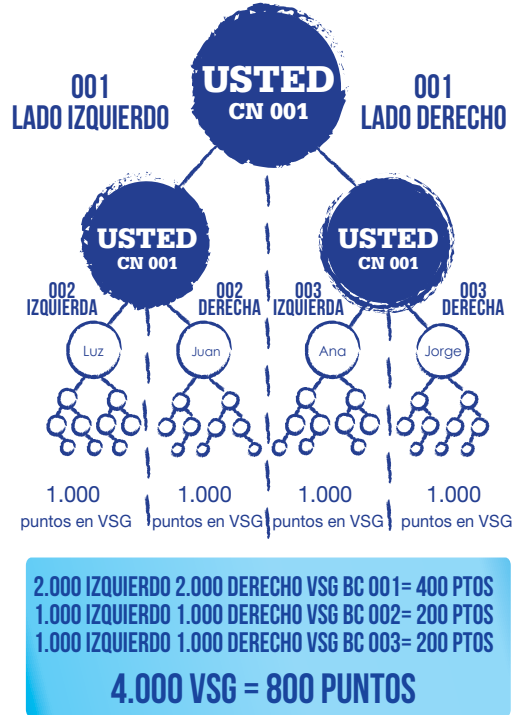 USTED
CN 001
001
LADO IZQUIERDO
001
LADO DERECHO
USTED
CN 001
USTED
CN 001
002
IZQUIERDA
002
DERECHA
003
IZQUIERDA
003
DERECHA
Luz
Juan
Ana
Jorge
1.000
puntos en VSG
1.000
puntos en VSG
1.000
puntos en VSG
1.000
puntos en VSG
2.000 IZQUIERDO 2.000 DERECHO VSG BC 001= 400 PTOS
1.000 IZQUIERDO 1.000 DERECHO VSG BC 002= 200 PTOS
1.000 IZQUIERDO 1.000 DERECHO VSG BC 003= 200 PTOS
4.000 VSG = 800 PUNTOS